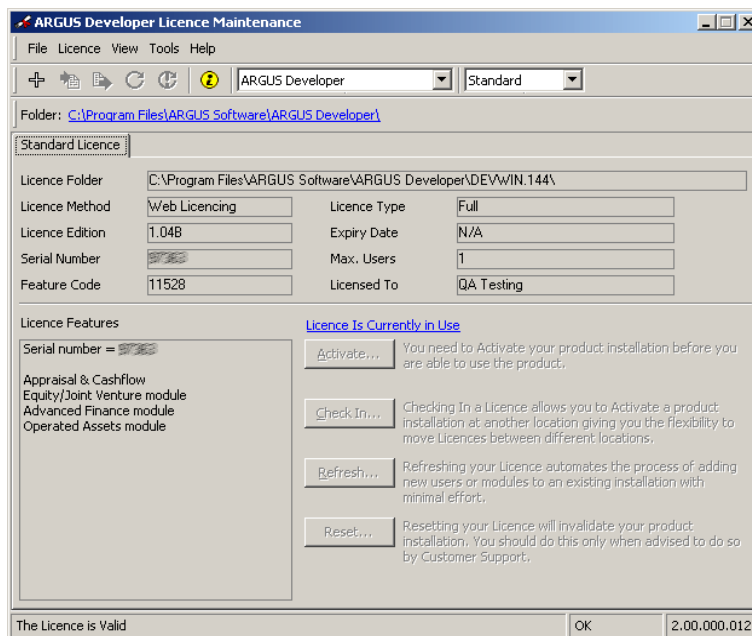 ARGUS Developer Licence Maintenance
File Licence View Tools Help
ARGUS Developer Standard
Folder: C:\Program Files\ARGUS Software\ARGUS Developer\
Standard Licence
Licence Folder C:\Program Files\ARGUS Software\ARGUS Developer\DEVWIN.144\
Licence Method Web Licencing Licence Type Full
Licence Edition 1.04B Expiry Date N/A
Serial Number Max. Users 1
Feature Code 11528 Licensed To QA Testing
Licence Features Licence Is Currently in Use
Serial number =
Appraisal & Cashflow
Equity/Joint Venture module
Advanced Finance module
Operated Assets module
Activate... You need to Activate your product installation before you
are able to use the product.
Check In... Checking In a Licence allows you to Activate a product
installation at another location giving you the flexibility to
move Licences between different locations.
Refresh... Refreshing your Licence automates the process of adding
new users or modules to an existing installation with
minimal effort.
Reset... Resetting your Licence will invalidate your product
installation. You should do this only when advised to do so
by Customer Support.
The Licence is Valid OK 2.00.000.012